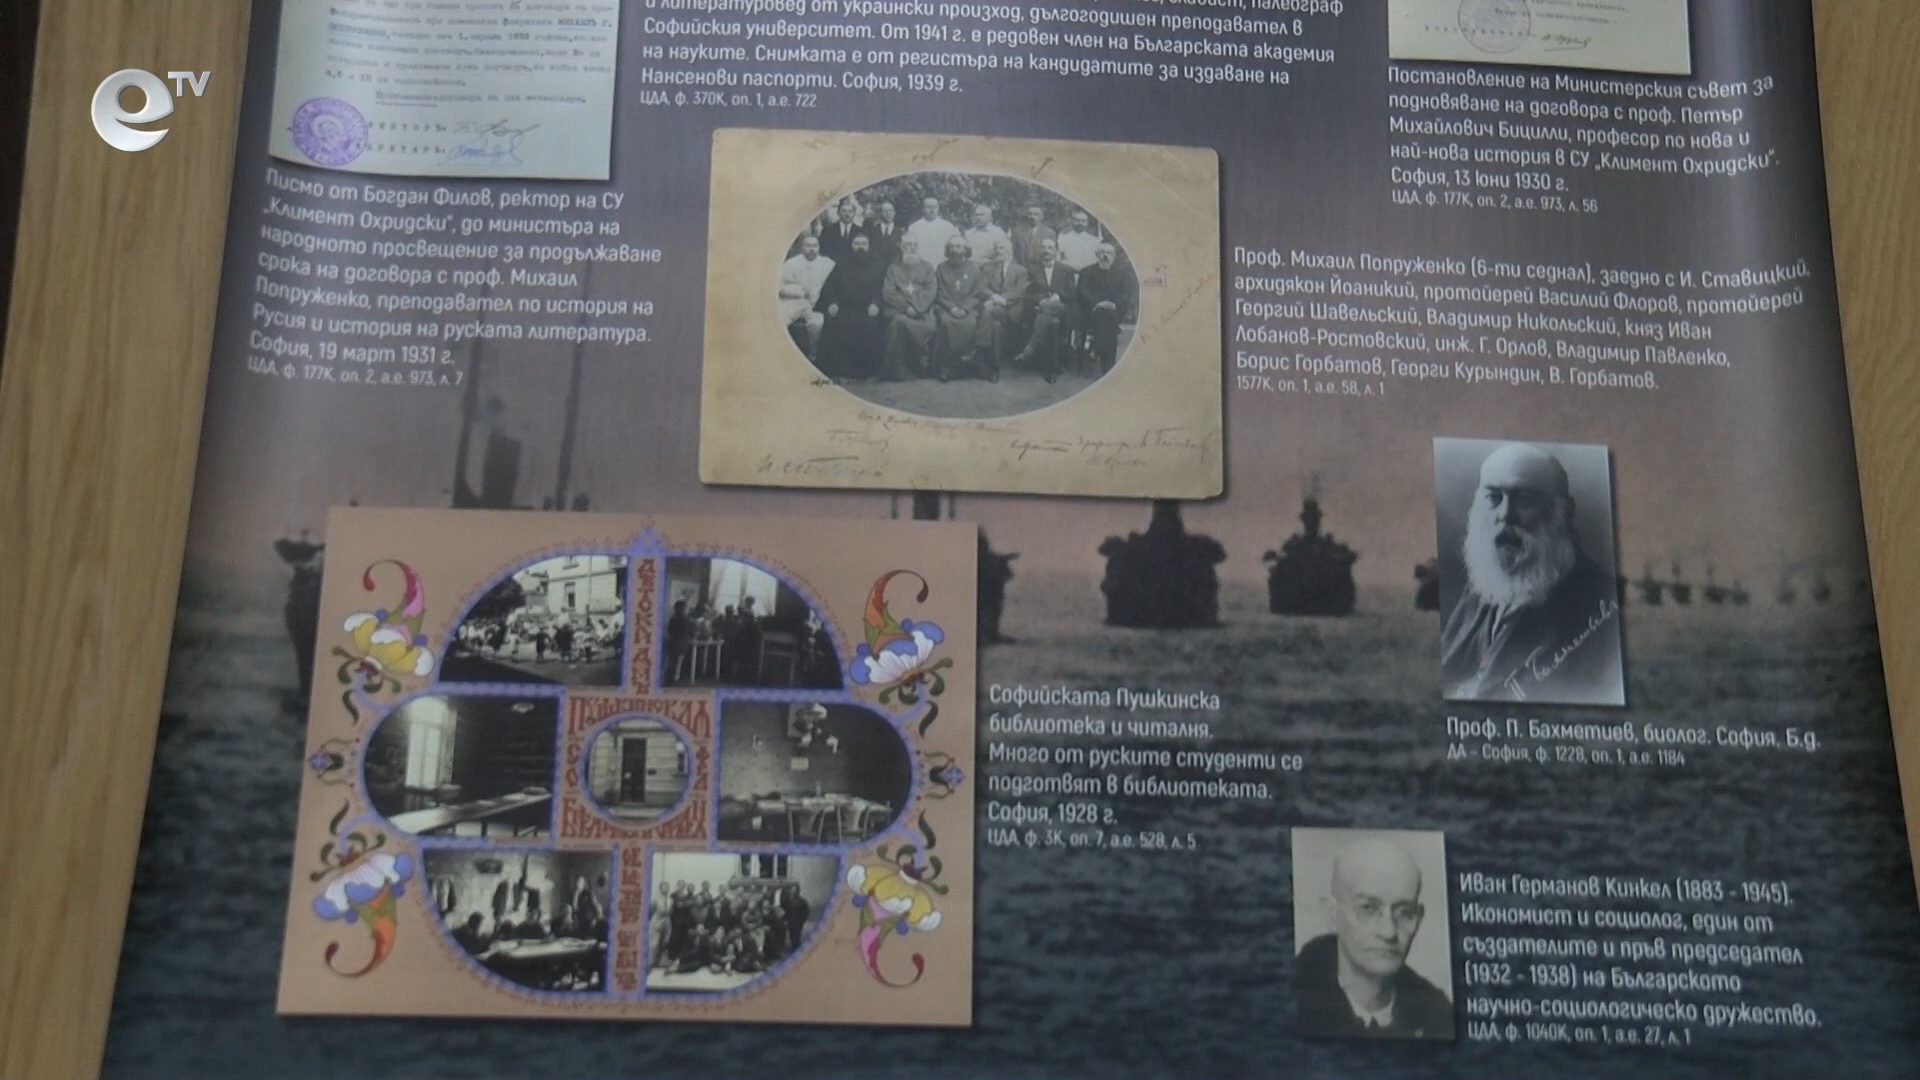 e TV
и литературовед от украински произход, дългогодишен преподавател в
Софийския университет. От 1941 г. е редовен член на Българската академия
на науките. Снимката е от регистъра на кандидатите за издаване на
Нансенови паспорти. София, 1939 г.
ЦДА, ф. 370К, оп. 1, а.е. 722
Постановление на Министерския съвет за
подновяване на договора с проф. Петър
Михайлович Бицилли, професор по нова и
най-нова история в СУ „Климент Охридски“.
София, 13 юни 1930 г.
ЦДА, ф. 177К, оп. 2, а.е. 973, л. 56
Писмо от Богдан Филов, ректор на СУ
„Климент Охридски“, до министъра на
народното просвещение за продължаване
срока на договора с проф. Михаил
Попруженко, преподавател по история на
Русия и история на руската литература.
София, 19 март 1931 г.
ЦДА, ф. 177К, оп. 2, а.е. 973, л. 7
Проф. Михаил Попруженко (6-ти седнал), заедно с И. Ставицкий,
архидякон Йоаникий, протойерей Василий Флоров, протойерей
Георгий Шавельский, Владимир Никольский, княз Иван
Лобанов-Ростовский, инж. Г. Орлов, Владимир Павленко,
Борис Горбатов, Георги Курындин, В. Горбатов.
1577К, оп. 1, а.е. 58, л. 1
Софийската Пушкинска
библиотека и читалня.
Много от руските студенти се
подготвят в библиотеката.
София, 1928 г.
ЦДА, ф. 3К, оп. 7, а.е. 528, л. 5
Проф. П. Бахметиев, биолог. София, Б.д.
ДА - София, ф. 1228, оп. 1, а.е. 1184
Иван Германов Кинкел (1883 - 1945).
Икономист и социолог, един от
създателите и пръв председател
(1932 - 1938) на Българското
научно-социологическо дружество.
ЦДА, ф. 1040К, оп. 1, а.е. 27, л. 1